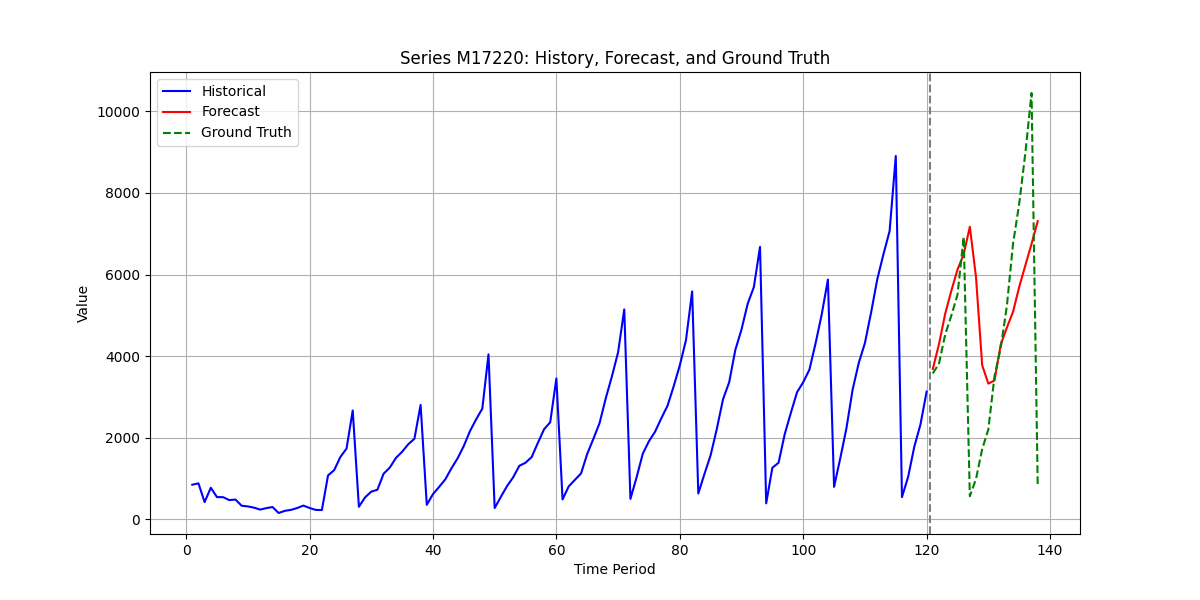 Series M17220: History, Forecast, and Ground Truth
Historical
Forecast
Ground Truth
10000
8000
6000
4000
2000
0
Value
0 20 40 60 80 100 120 140
Time Period